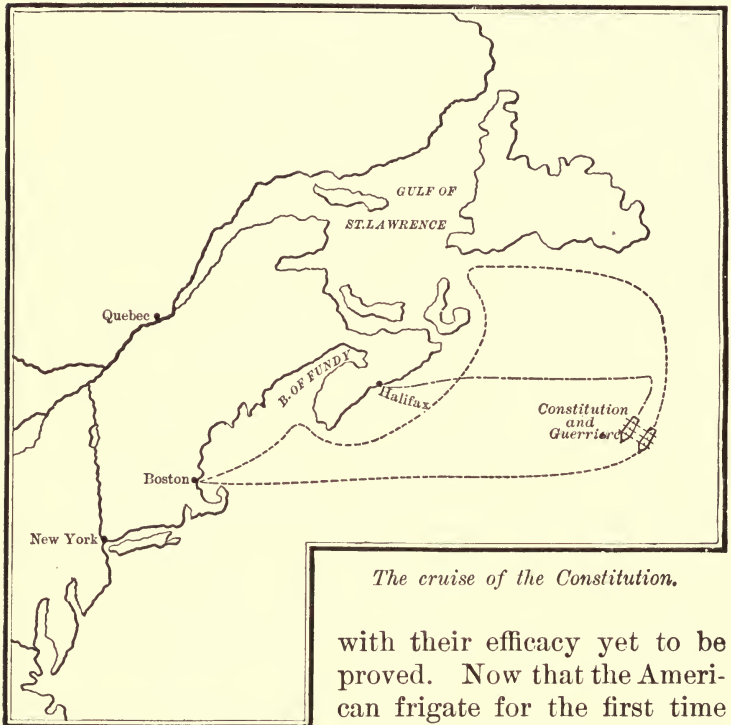 GULF OF
ST.LAWRENCE
Quebec
B. OF FUNDY
Halifax
Constitution
and
Guerriere
Boston
New York
The cruise of the Constitution.
with their efficacy yet to be
proved. Now that the Ameri-
can frigate for the first time